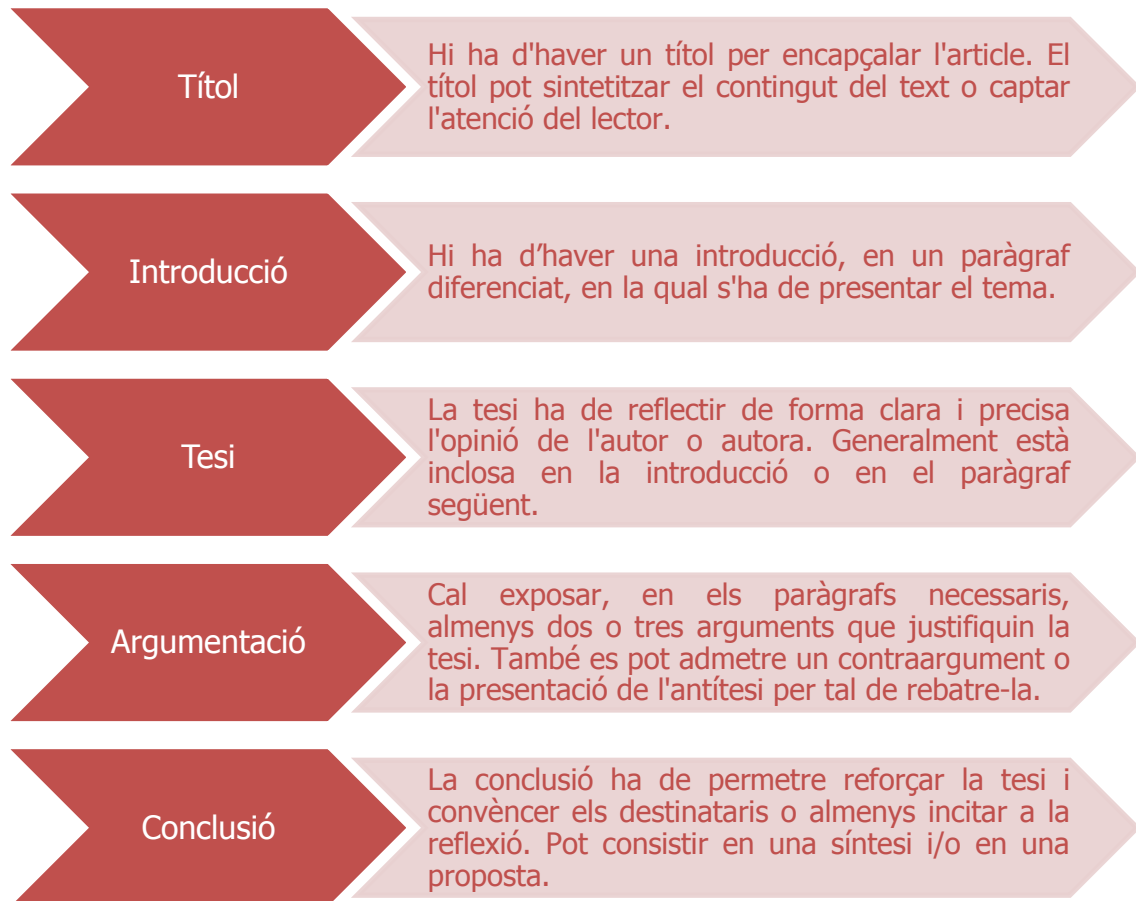 Títol
Hi ha d'haver un títol per encapçalar l'article. El
títol pot sintetitzar el contingut del text o captar
l'atenció del lector.
Introducció
Hi ha d’haver una introducció, en un paràgraf
diferenciat, en la qual s'ha de presentar el tema.
Tesi
La tesi ha de reflectir de forma clara i precisa
l'opinió de l'autor o autora. Generalment està
inclosa en la introducció o en el paràgraf
següent.
Argumentació
Cal exposar, en els paràgrafs necessaris,
almenys dos o tres arguments que justifiquin la
tesi. També es pot admetre un contraargument o
la presentació de l'antítesi per tal de rebatre-la.
Conclusió
La conclusió ha de permetre reforçar la tesi i
convèncer els destinataris o almenys incitar a la
reflexió. Pot consistir en una síntesi i/o en una
proposta.